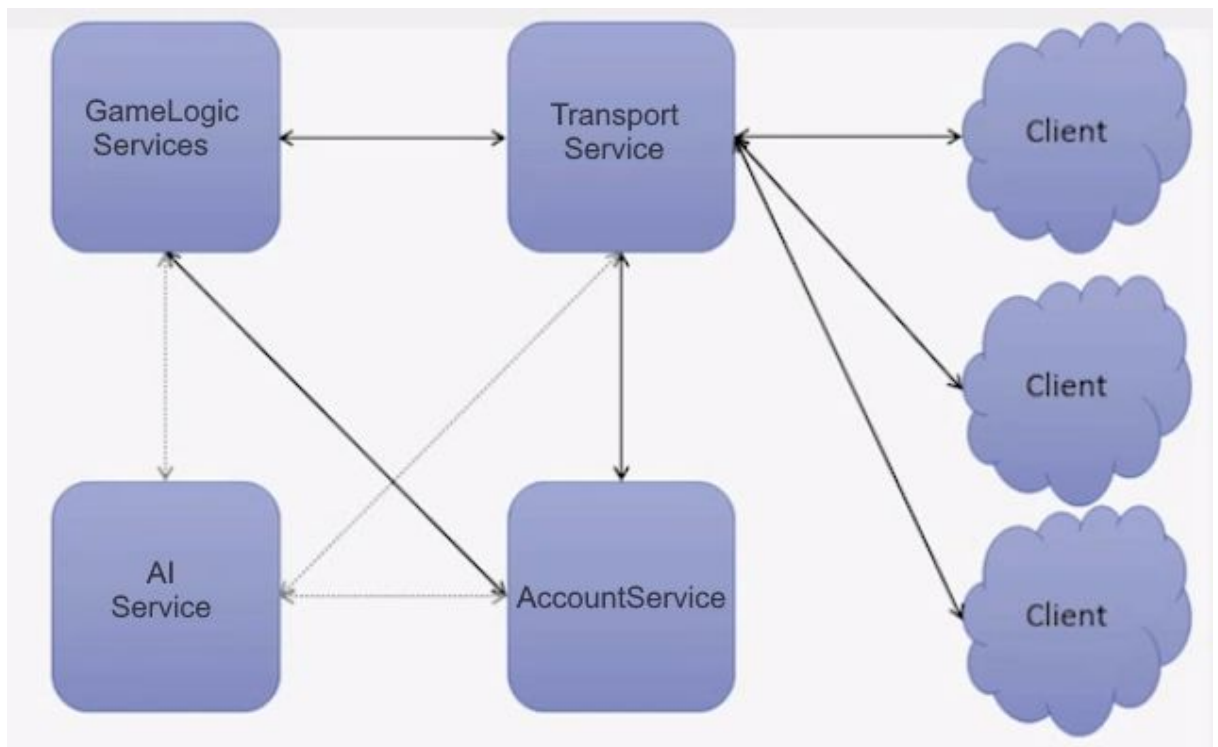 GameLogic
Services
Transport
Service
Client
Client
AI
Service
AccountService
Client